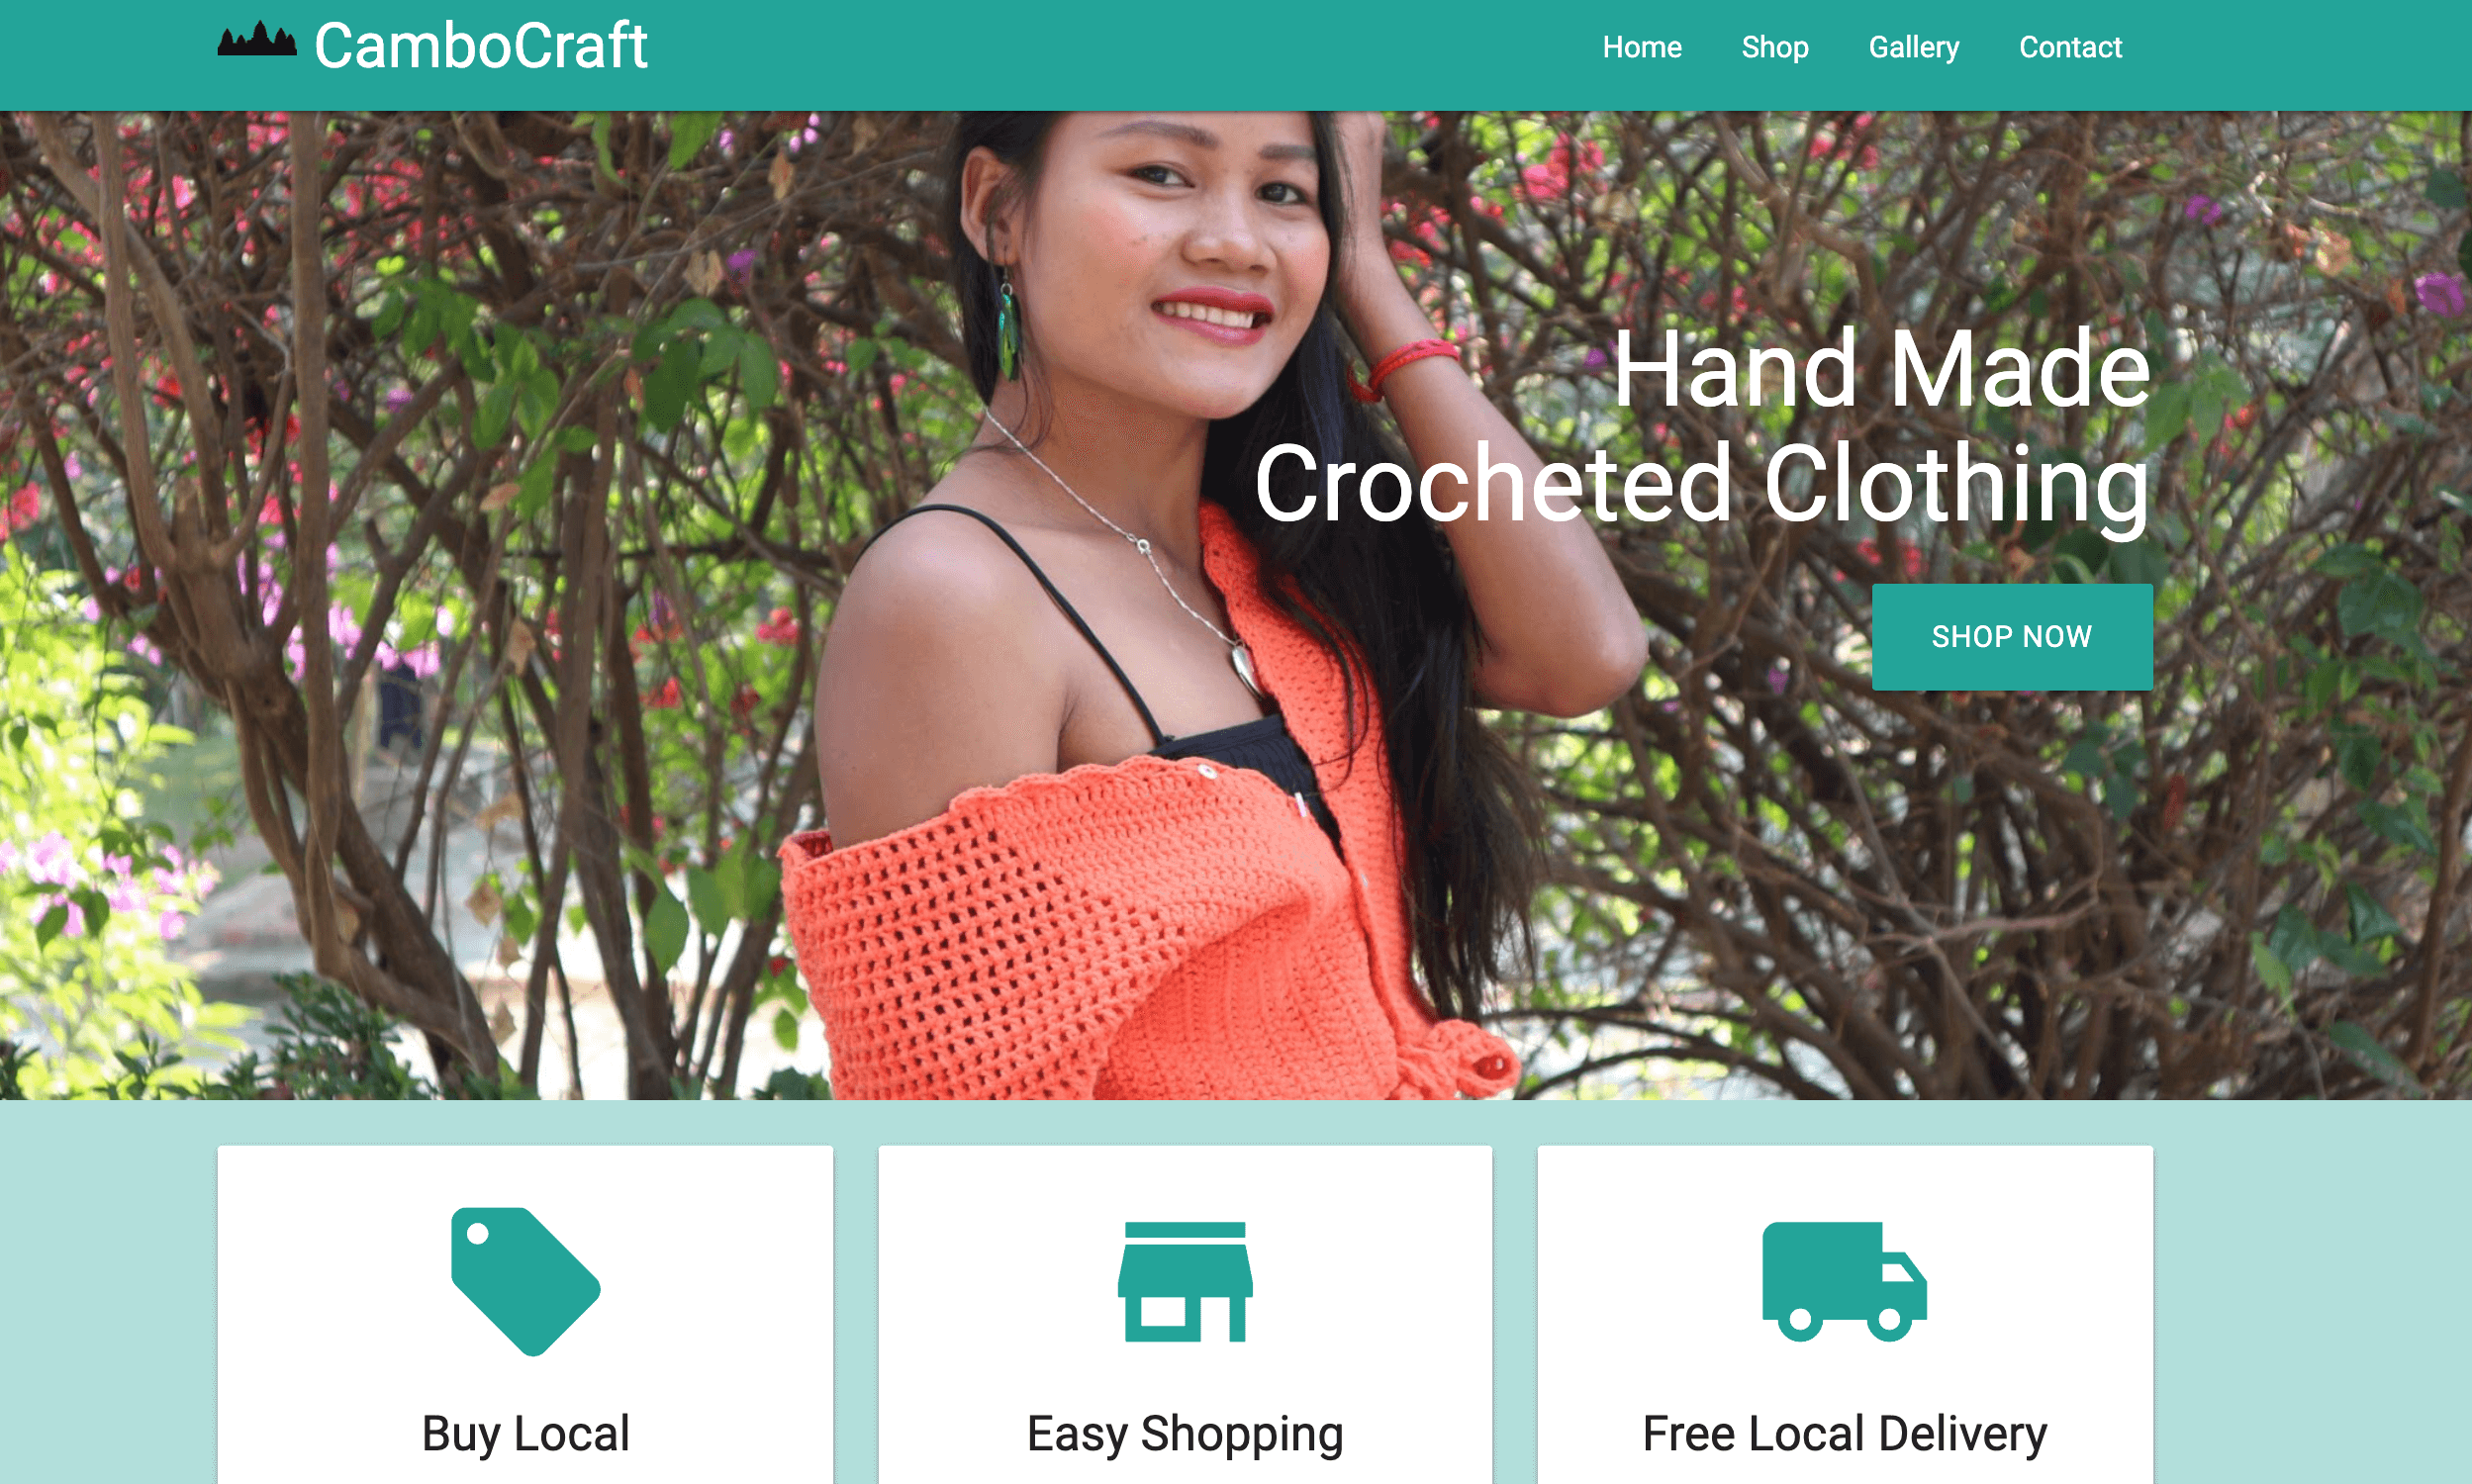 CamboCraft
Home Shop Gallery Contact
Hand Made
Crocheted Clothing
SHOP NOW
Buy Local
Easy Shopping
Free Local Delivery